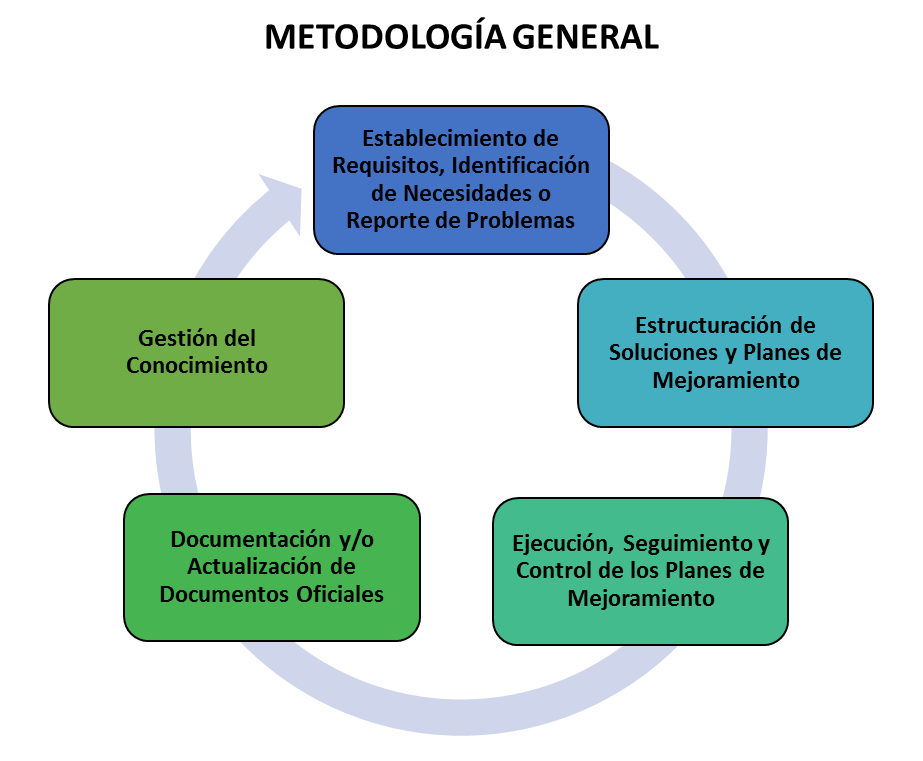 METODOLOGÍA GENERAL
Establecimiento de
Requisitos, Identificación
de Necesidades o
Reporte de Problemas
Estructuración de
Soluciones y Planes de
Mejoramiento
Ejecución, Seguimiento y
Control de los Planes de
Mejoramiento
Documentación y/o
Actualización de
Documentos Oficiales
Gestión del
Conocimiento